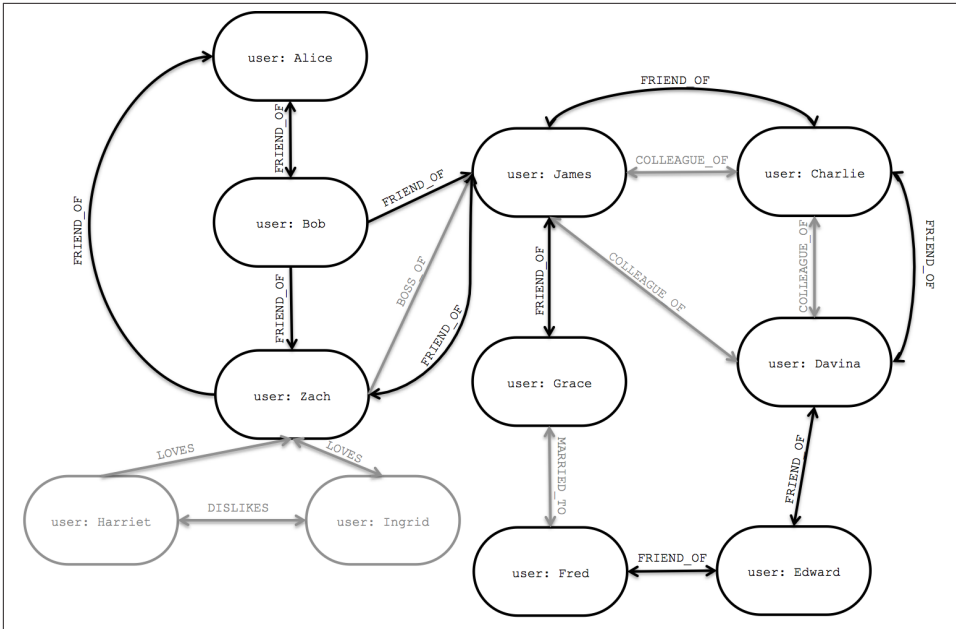 user: Alice
FRIEND_OF
FRIEND_OF
FRIEND_OF
user: James
COLLEAGUE_OF
user: Charlie
FRIEND_OF
user: Bob
FRIEND_OF
FRIEND_OF
BOSS_OF
FRIEND_OF
FRIEND_OF
COLLEAGUE_OF
COLLEAGUE_OF
FRIEND_OF
user: Zach
user: Grace
user: Davina
LOVES
LOVES
MARRIED_TO
FRIEND_OF
DISLIKES
user: Harriet
user: Ingrid
user: Fred
FRIEND_OF
user: Edward